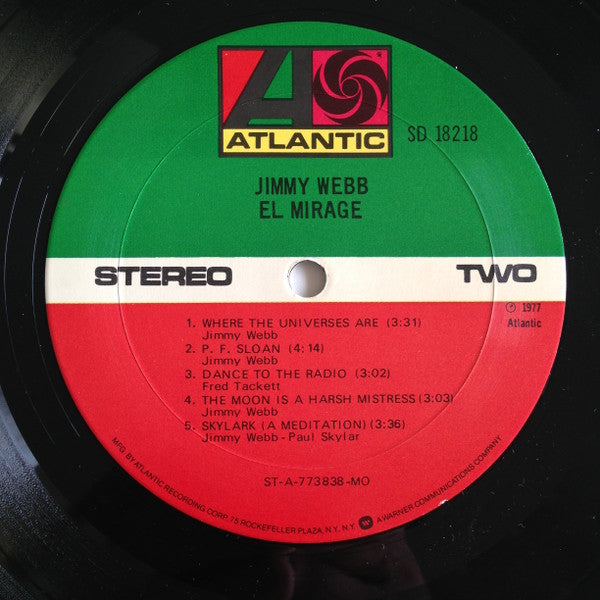 ATLANTIC
SD 18218
JIMMY WEBB
EL MIRAGE
STEREO TWO
℗ 1977
Atlantic
1. WHERE THE UNIVERSES ARE (3:31)
Jimmy Webb
2. P. F. SLOAN (4:14)
Jimmy Webb
3. DANCE TO THE RADIO (3:02)
Fred Tackett
4. THE MOON IS A HARSH MISTRESS (3:03)
Jimmy Webb
5. SKYLARK (A MEDITATION) (3:36)
Jimmy Webb - Paul Skylar
ST-A-773838-MO
MFG. BY ATLANTIC RECORDING CORP. 75 ROCKEFELLER PLAZA, N.Y. N.Y. W A WARNER COMMUNICATIONS COMPANY